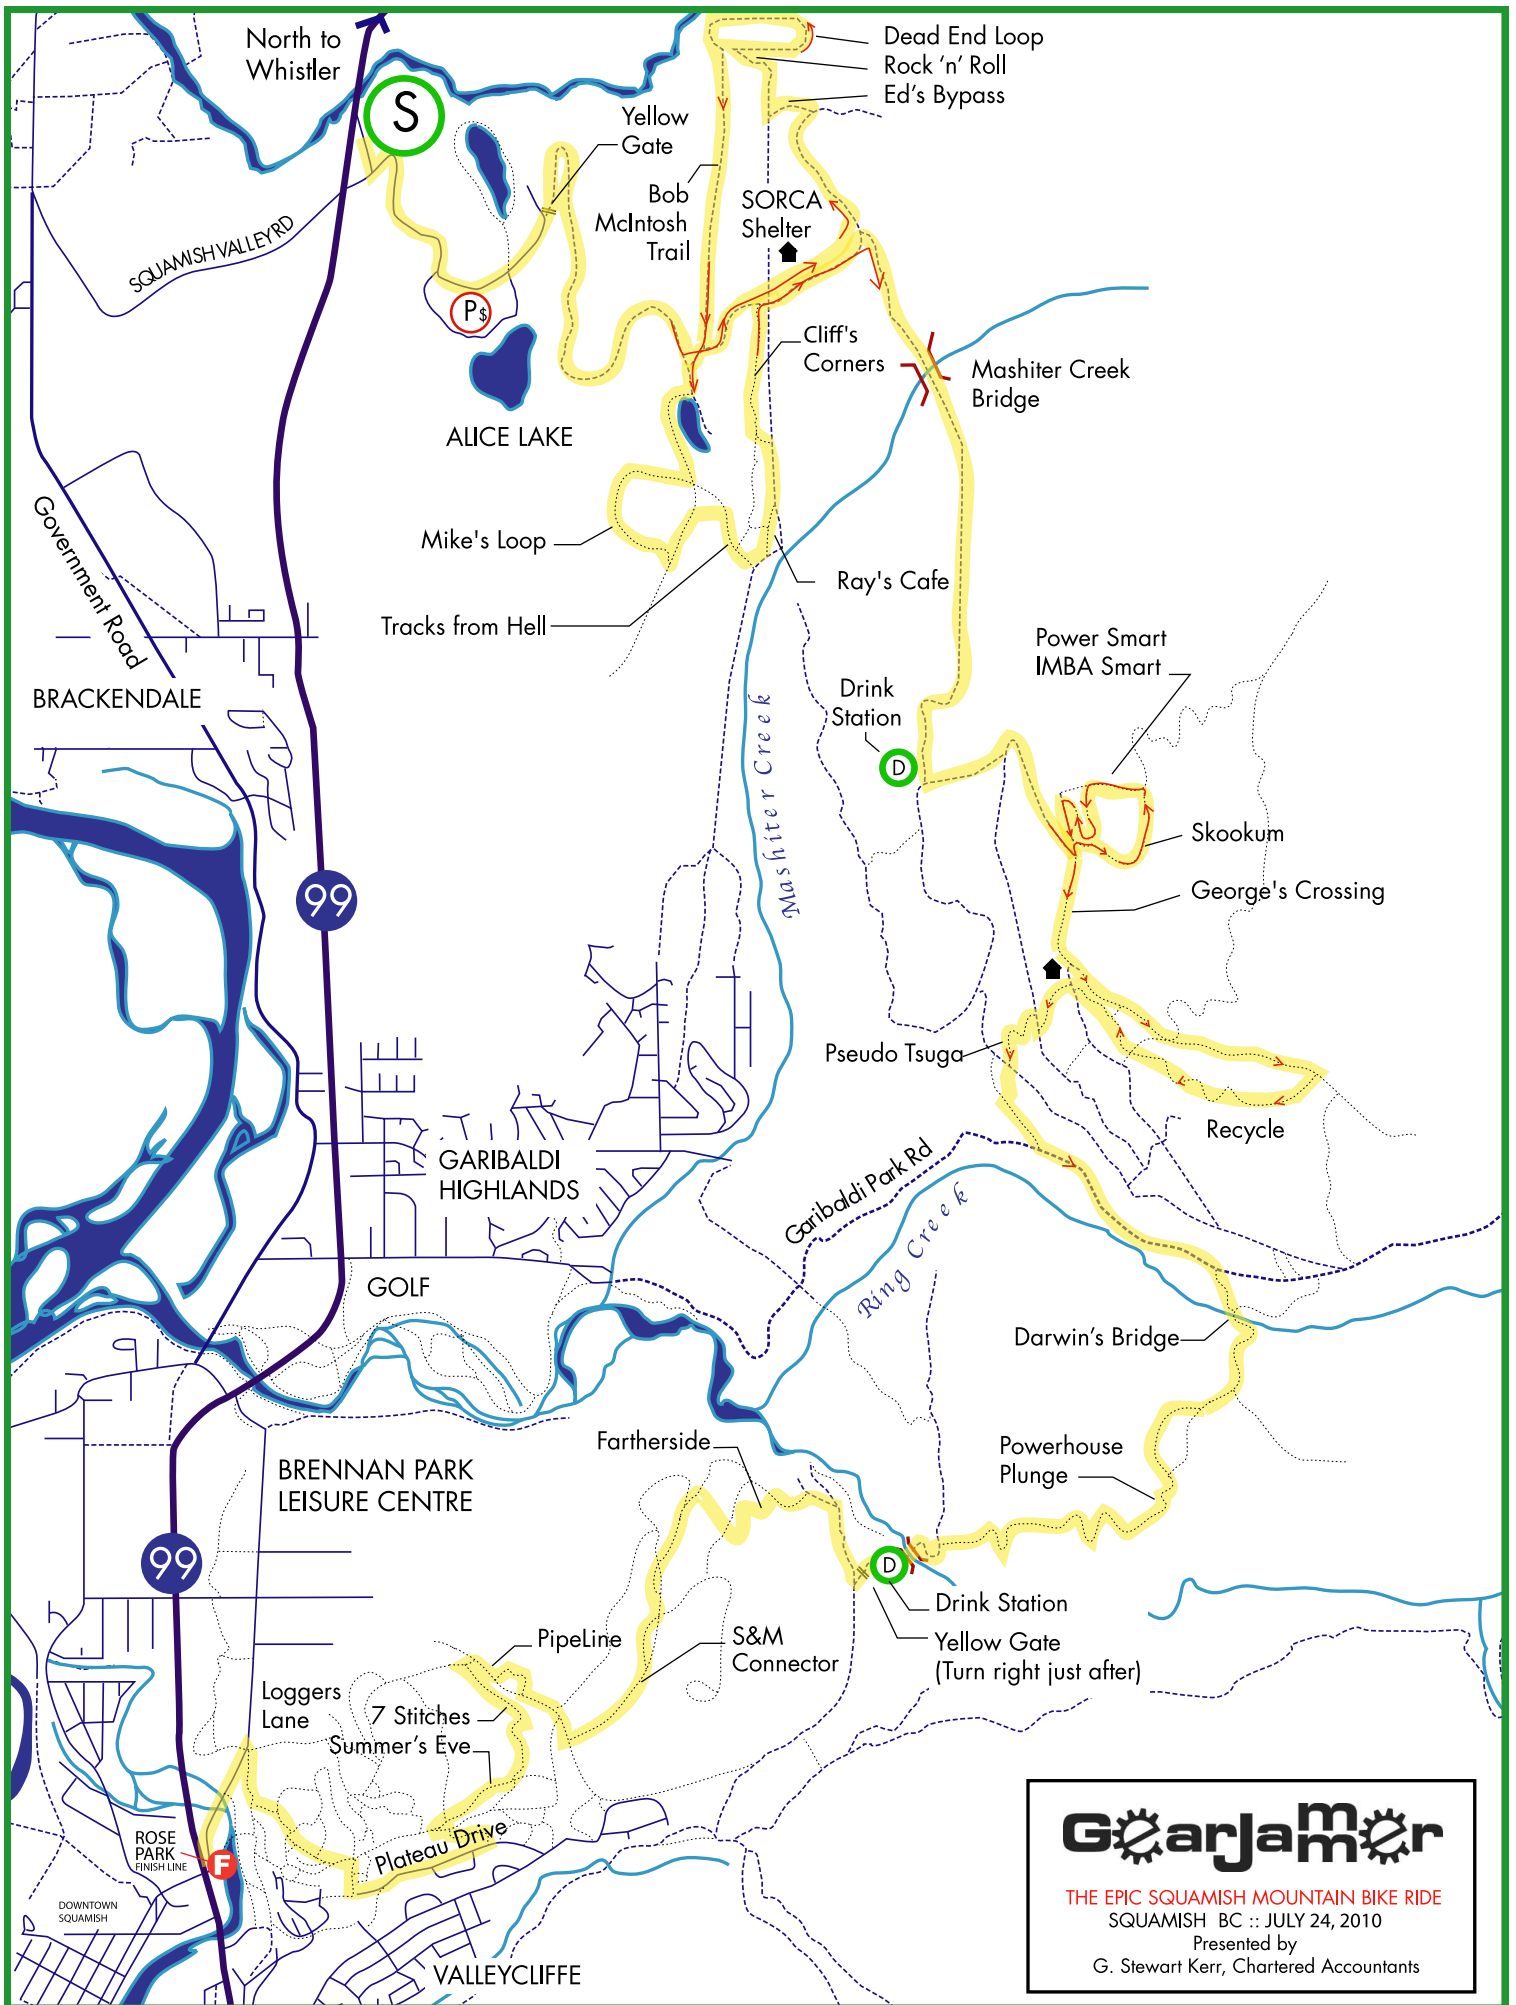 North to
Whistler
S
Dead End Loop
Rock 'n' Roll
Ed's Bypass
Yellow
Gate
Bob
McIntosh
Trail
SORCA
Shelter
SQUAMISH VALLEY RD
P$
Cliff's
Corners
Mashiter Creek
Bridge
ALICE LAKE
Government Road
Mike's Loop
Ray's Cafe
Tracks from Hell
Power Smart
IMBA Smart
BRACKENDALE
Drink
Station
D
Mashiter Creek
Skookum
George's Crossing
99
Pseudo Tsuga
Recycle
GARIBALDI
HIGHLANDS
Garibaldi Park Rd
Ring Creek
GOLF
Darwin's Bridge
Fartherside
Powerhouse
Plunge
BRENNAN PARK
LEISURE CENTRE
99
D
Drink Station
Yellow Gate
(Turn right just after)
PipeLine
S&M
Connector
Loggers
Lane
7 Stitches
Summer's Eve
Plateau Drive
ROSE
PARK
FINISH LINE
F
DOWNTOWN
SQUAMISH
VALLEYCLIFFE
GearJammer
THE EPIC SQUAMISH MOUNTAIN BIKE RIDE
SQUAMISH BC :: JULY 24, 2010
Presented by
G. Stewart Kerr, Chartered Accountants